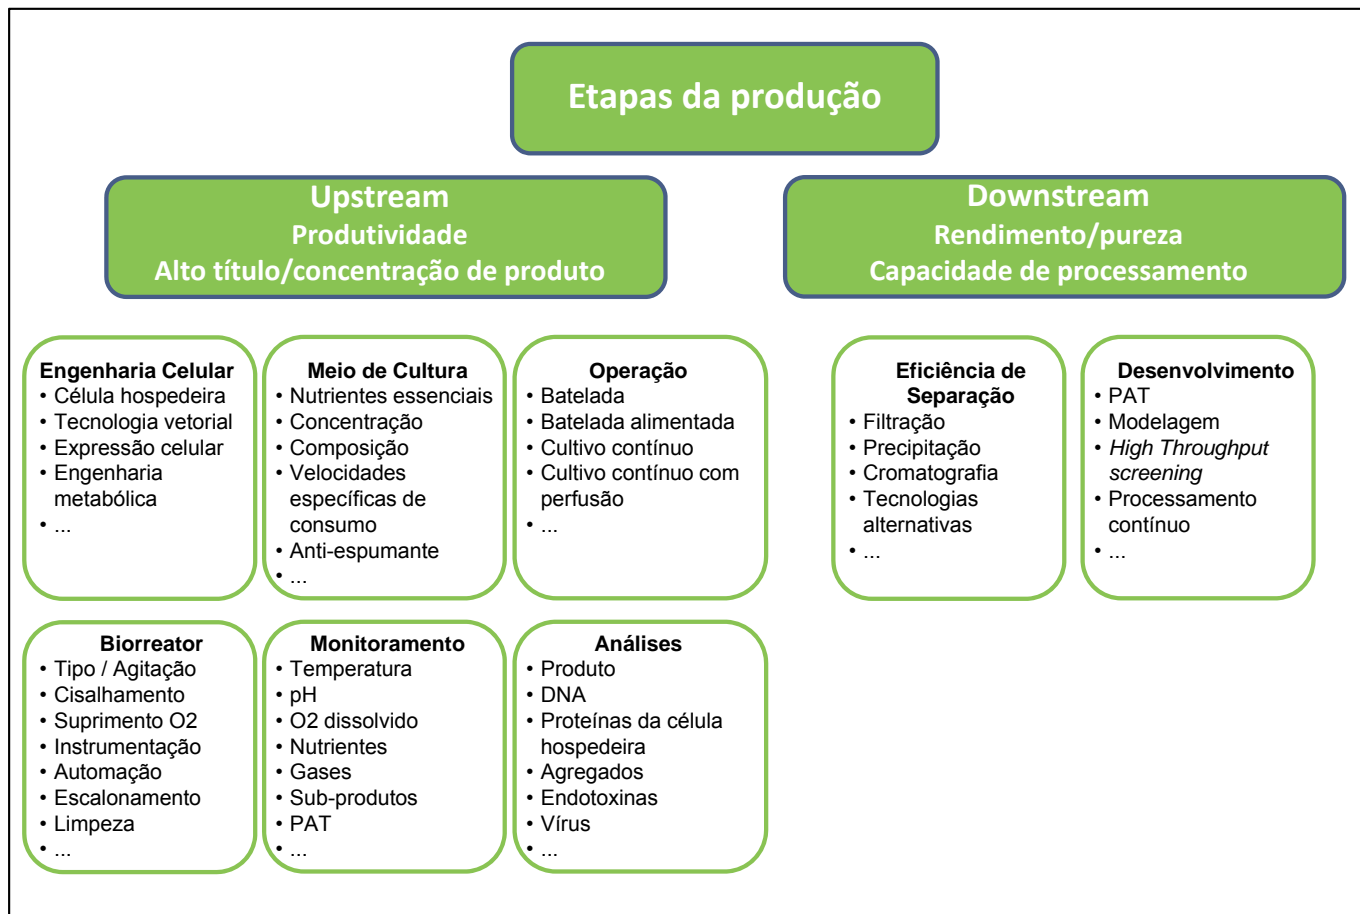 Etapas da produção
Upstream
Produtividade
Alto título/concentração de produto
Downstream
Rendimento/pureza
Capacidade de processamento
Engenharia Celular
• Célula hospedeira
• Tecnologia vetorial
• Expressão celular
• Engenharia
metabólica
• ...
Meio de Cultura
• Nutrientes essenciais
• Concentração
• Composição
• Velocidades
específicas de
consumo
• Anti-espumante
• ...
Operação
• Batelada
• Batelada alimentada
• Cultivo contínuo
• Cultivo contínuo com
perfusão
• ...
Eficiência de
Separação
• Filtração
• Precipitação
• Cromatografia
• Tecnologias
alternativas
• ...
Desenvolvimento
• PAT
• Modelagem
• High Throughput
screening
• Processamento
contínuo
• ...
Biorreator
• Tipo / Agitação
• Cisalhamento
• Suprimento O2
• Instrumentação
• Automação
• Escalonamento
• Limpeza
• ...
Monitoramento
• Temperatura
• pH
• O2 dissolvido
• Nutrientes
• Gases
• Sub-produtos
• PAT
• ...
Análises
• Produto
• DNA
• Proteínas da célula
hospedeira
• Agregados
• Endotoxinas
• Vírus
• ...